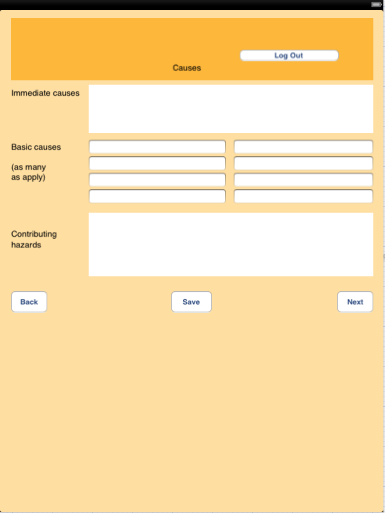 Log Out
Causes
Immediate causes
Basic causes
(as many
as apply)
Contributing
hazards
Back
Save
Next